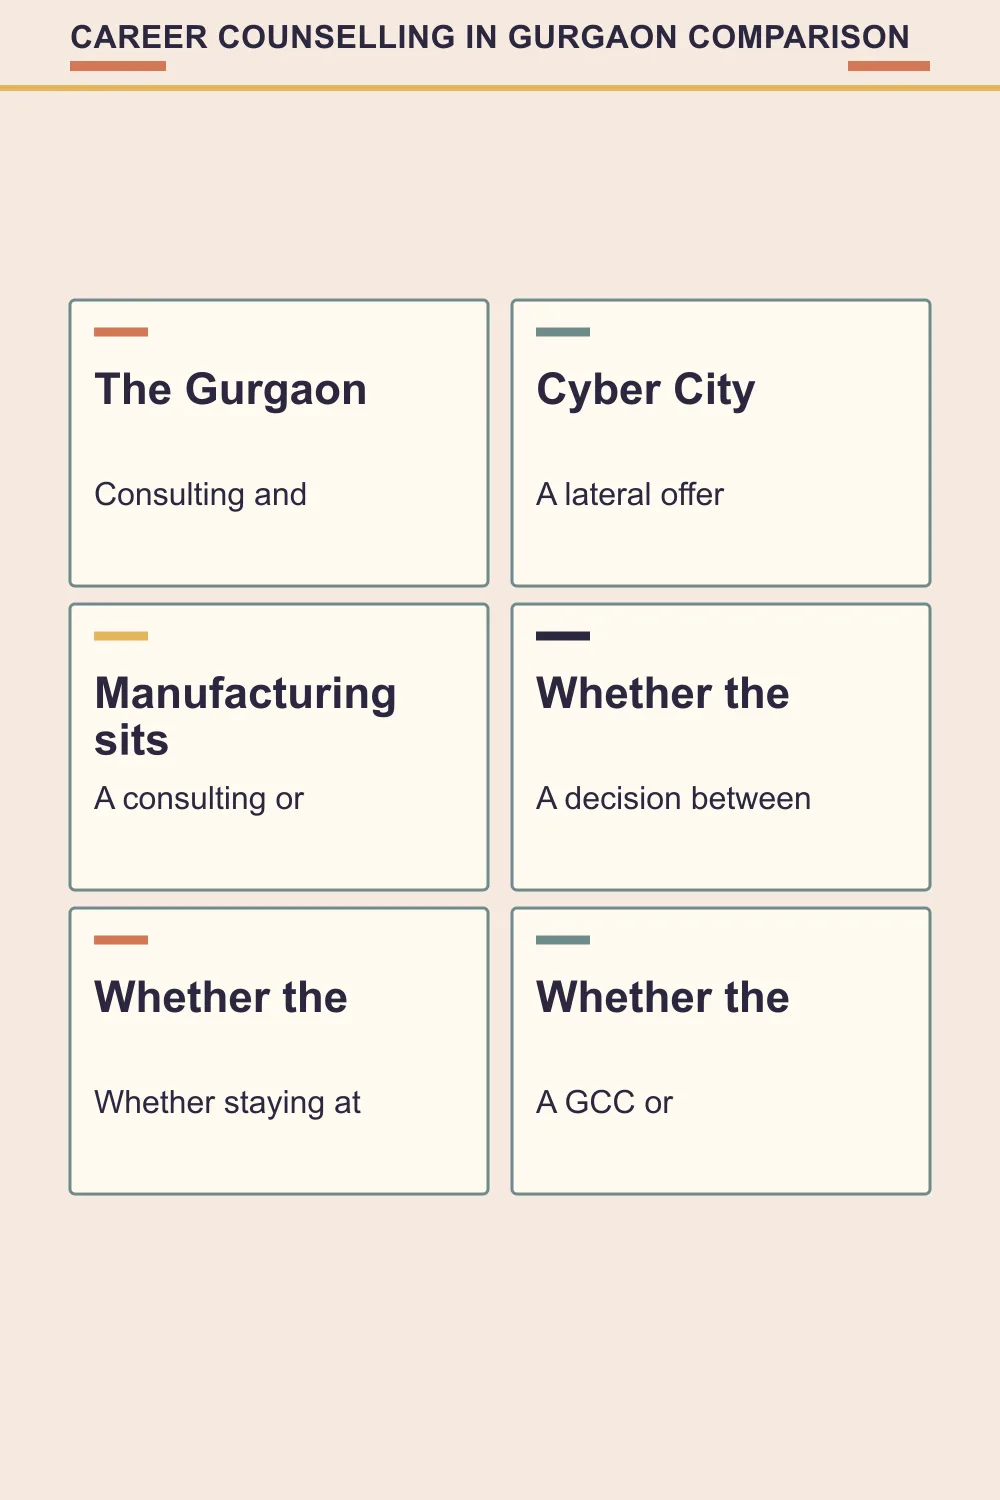 CAREER COUNSELLING IN GURGAON COMPARISON
The Gurgaon
Consulting and
Cyber City
A lateral offer
Manufacturing
sits
A consulting or
Whether the
A decision between
Whether the
Whether staying at
Whether the
A GCC or